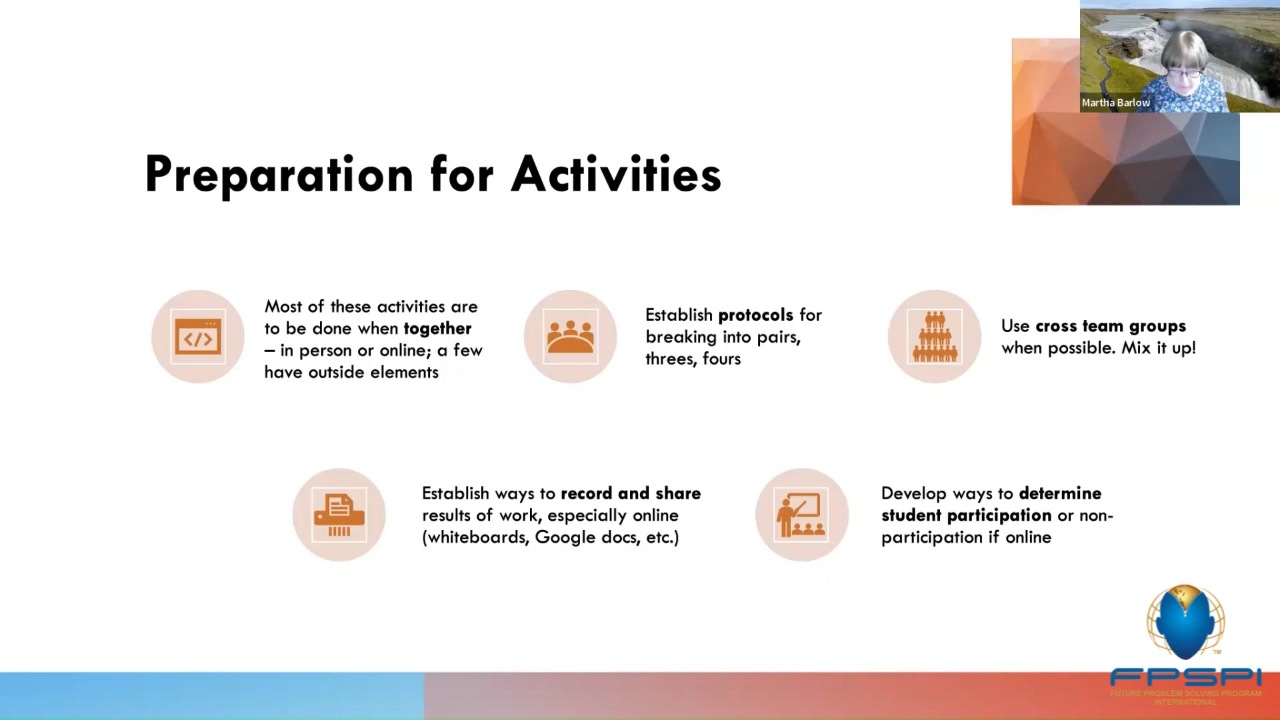 Martha Barlow
Preparation for Activities
Most of these activities are
to be done when together
– in person or online; a few
have outside elements
Establish protocols for
breaking into pairs,
threes, fours
Use cross team groups
when possible. Mix it up!
Establish ways to record and share
results of work, especially online
(whiteboards, Google docs, etc.)
Develop ways to determine
student participation or non-
participation if online
TM
FPSPI
FUTURE PROBLEM SOLVING PROGRAM
INTERNATIONAL